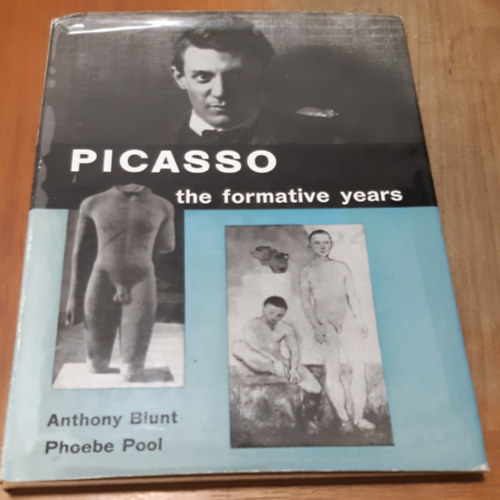 PICASSO
the formative years
Anthony Blunt
Phoebe Pool